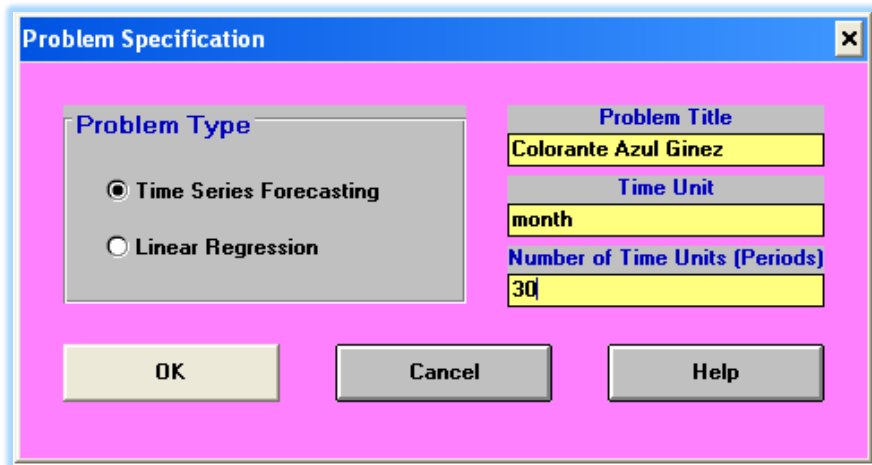 Problem Specification
Problem Type
Time Series Forecasting
Linear Regression
Problem Title
Colorante Azul Ginez
Time Unit
month
Number of Time Units (Periods)
30
OK
Cancel
Help